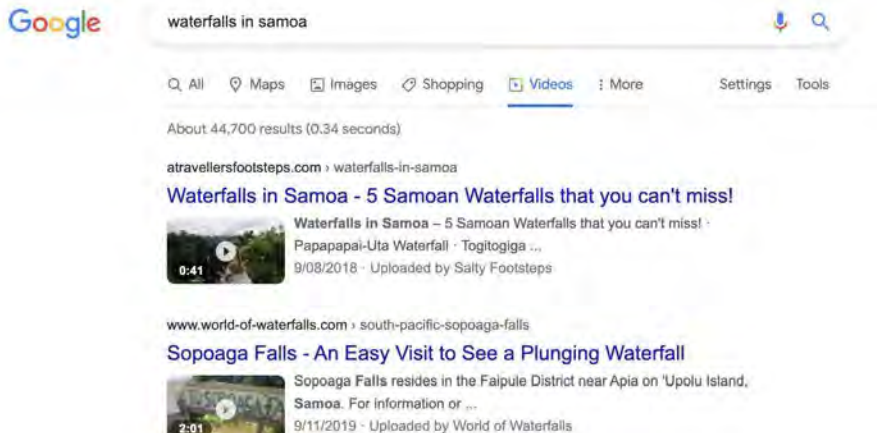 Google
waterfalls in samoa
All Maps Images Shopping Videos More Settings Tools
About 44,700 results (0.34 seconds)
atravellersfootsteps.com › waterfalls-in-samoa
Waterfalls in Samoa - 5 Samoan Waterfalls that you can't miss!
Waterfalls in Samoa – 5 Samoan Waterfalls that you can't miss! ·
Papapapai-Uta Waterfall · Togitogiga ...
0:41
9/08/2018 · Uploaded by Salty Footsteps
www.world-of-waterfalls.com › south-pacific-sopoaga-falls
Sopoaga Falls - An Easy Visit to See a Plunging Waterfall
Sopoaga Falls resides in the Faipule District near Apia on 'Upolu Island,
Samoa. For information or ...
2:01
9/11/2019 · Uploaded by World of Waterfalls